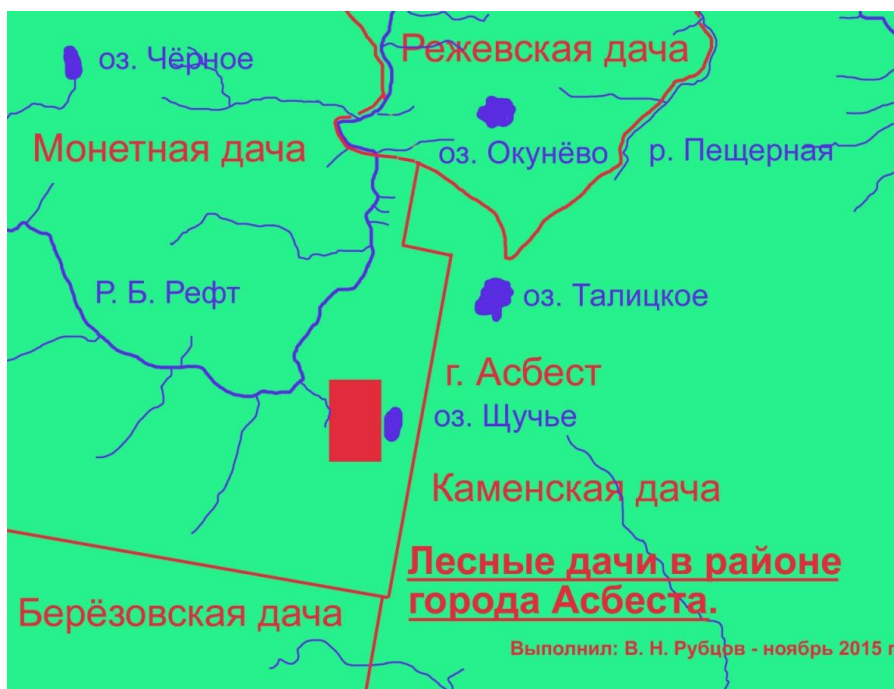 Режевская дача
оз. Чёрное
Монетная дача
оз. Окунёво
р. Пещерная
Р. Б. Рефт
оз. Талицкое
г. Асбест
оз. Щучье
Каменская дача
Лесные дачи в районе
города Асбеста.
Берёзовская дача
Выполнил: В. Н. Рубцов - ноябрь 2015 г